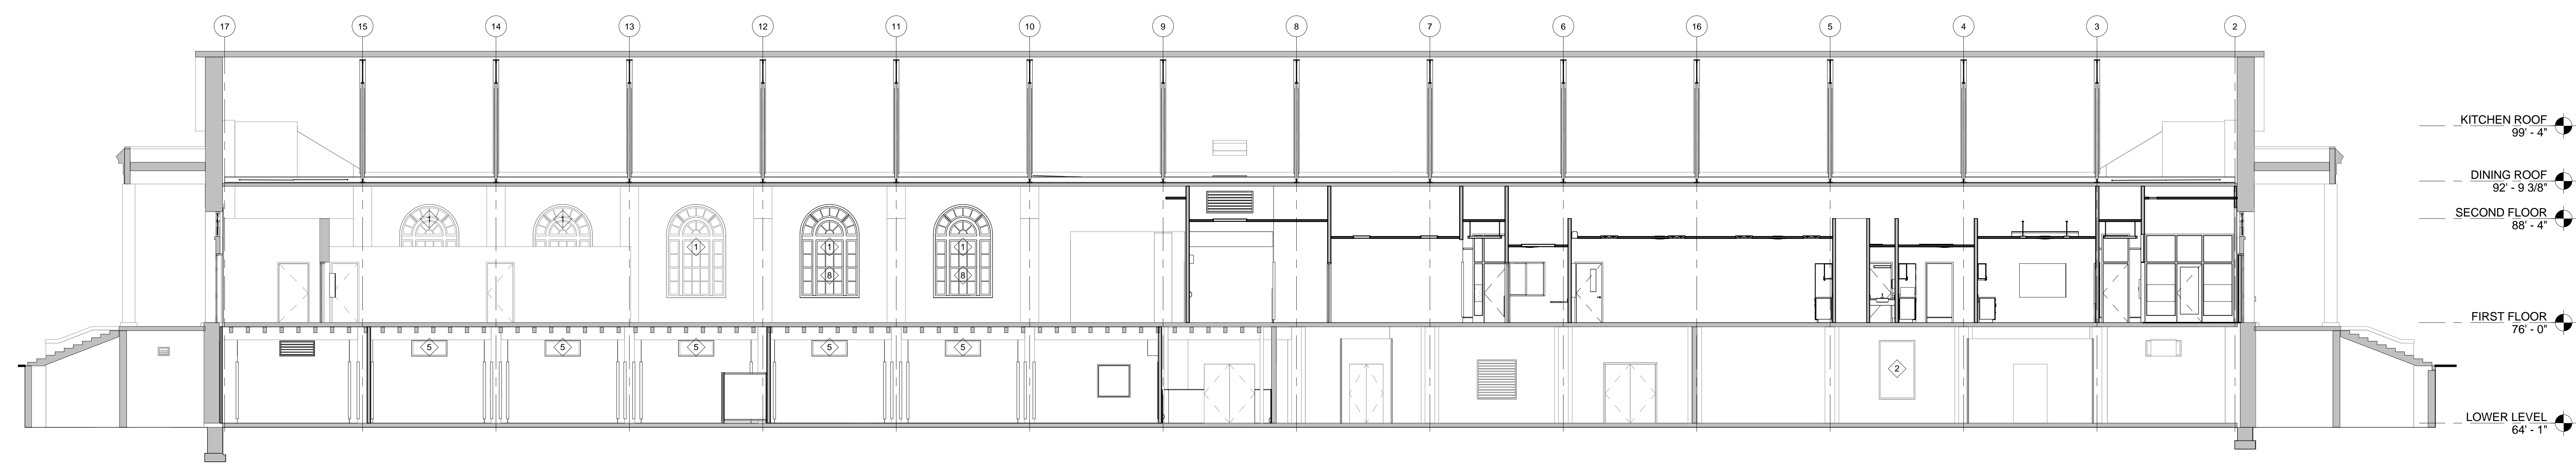 17 15 14 13 12 11 10 9 8 7 6 16 5 4 3 2
KITCHEN ROOF
99' - 4"
DINING ROOF
92' - 9 3/8"
1 1
SECOND FLOOR
88' - 4"
1 1 1
8 8
FIRST FLOOR
76' - 0"
5 5 5 5 5
2
LOWER LEVEL
64' - 1"